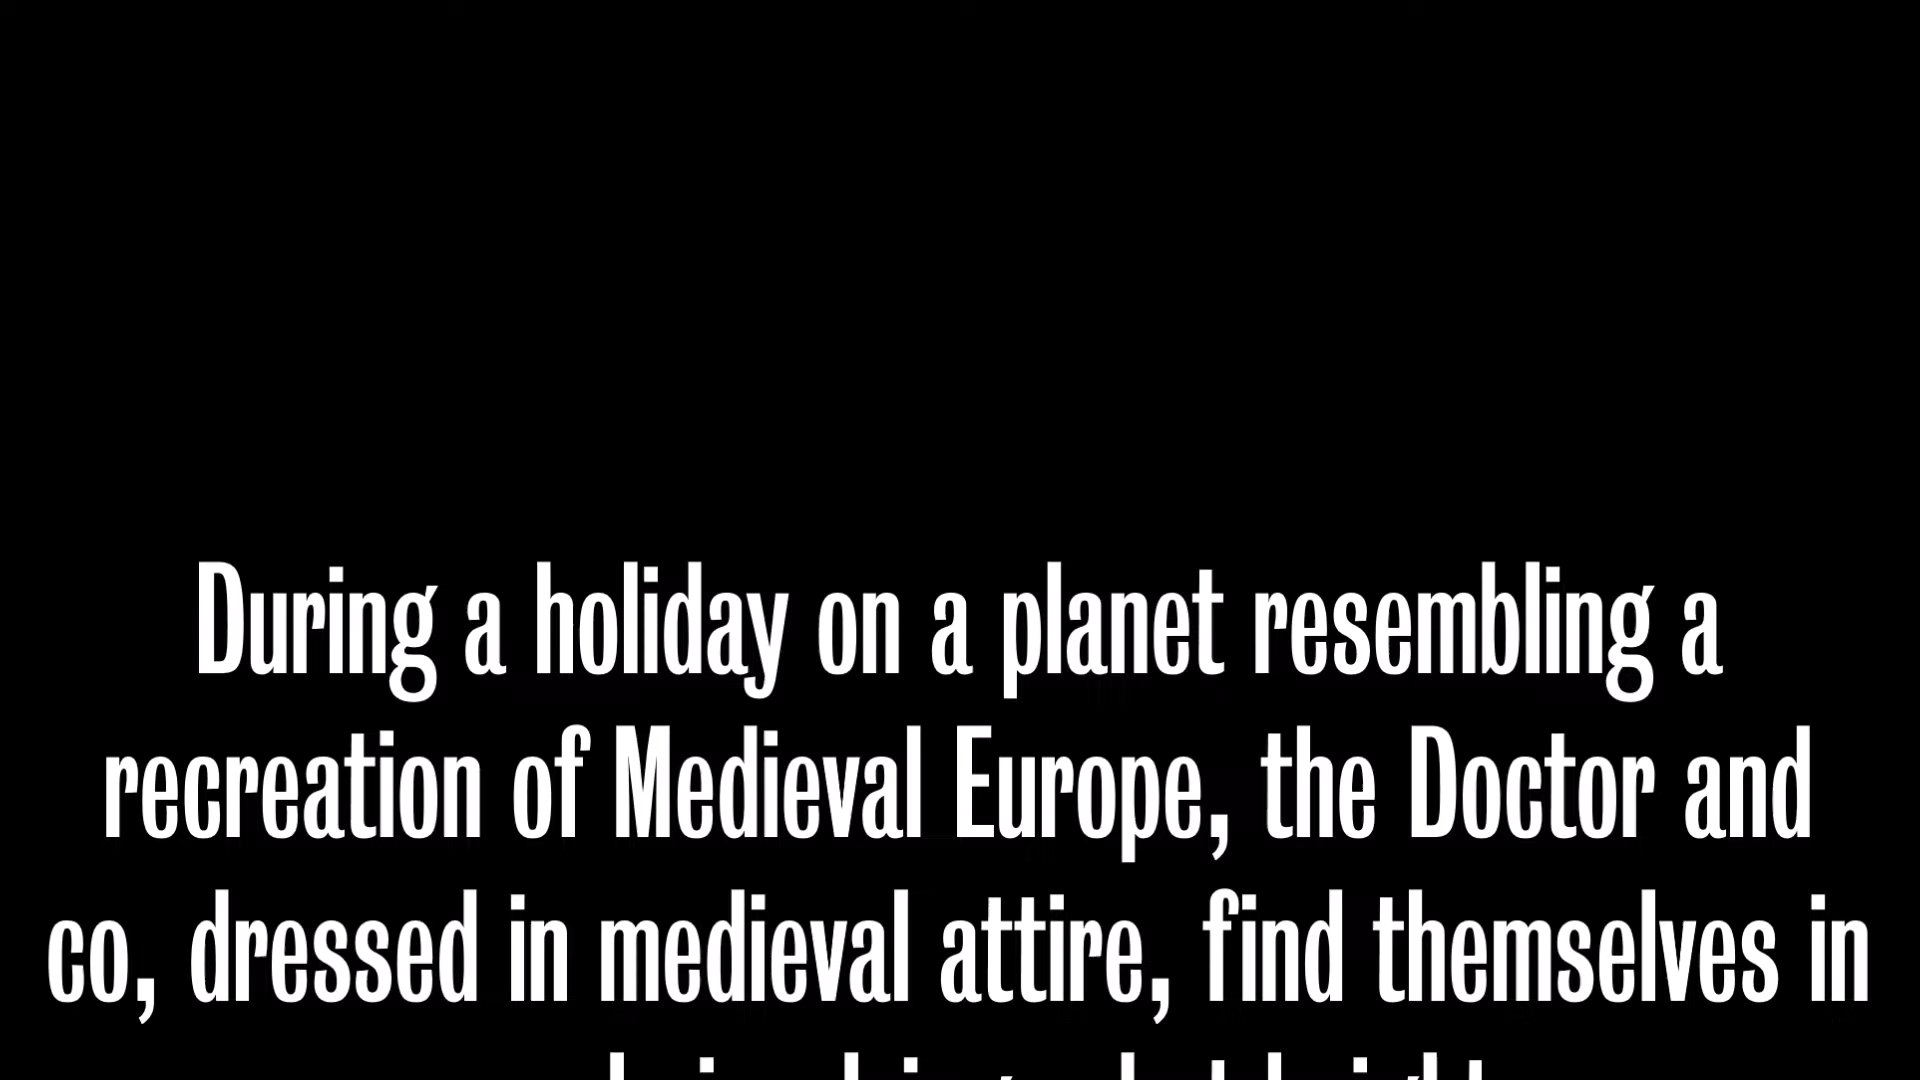 During a holiday on a planet resembling a
recreation of Medieval Europe, the Doctor and
co, dressed in medieval attire, find themselves in